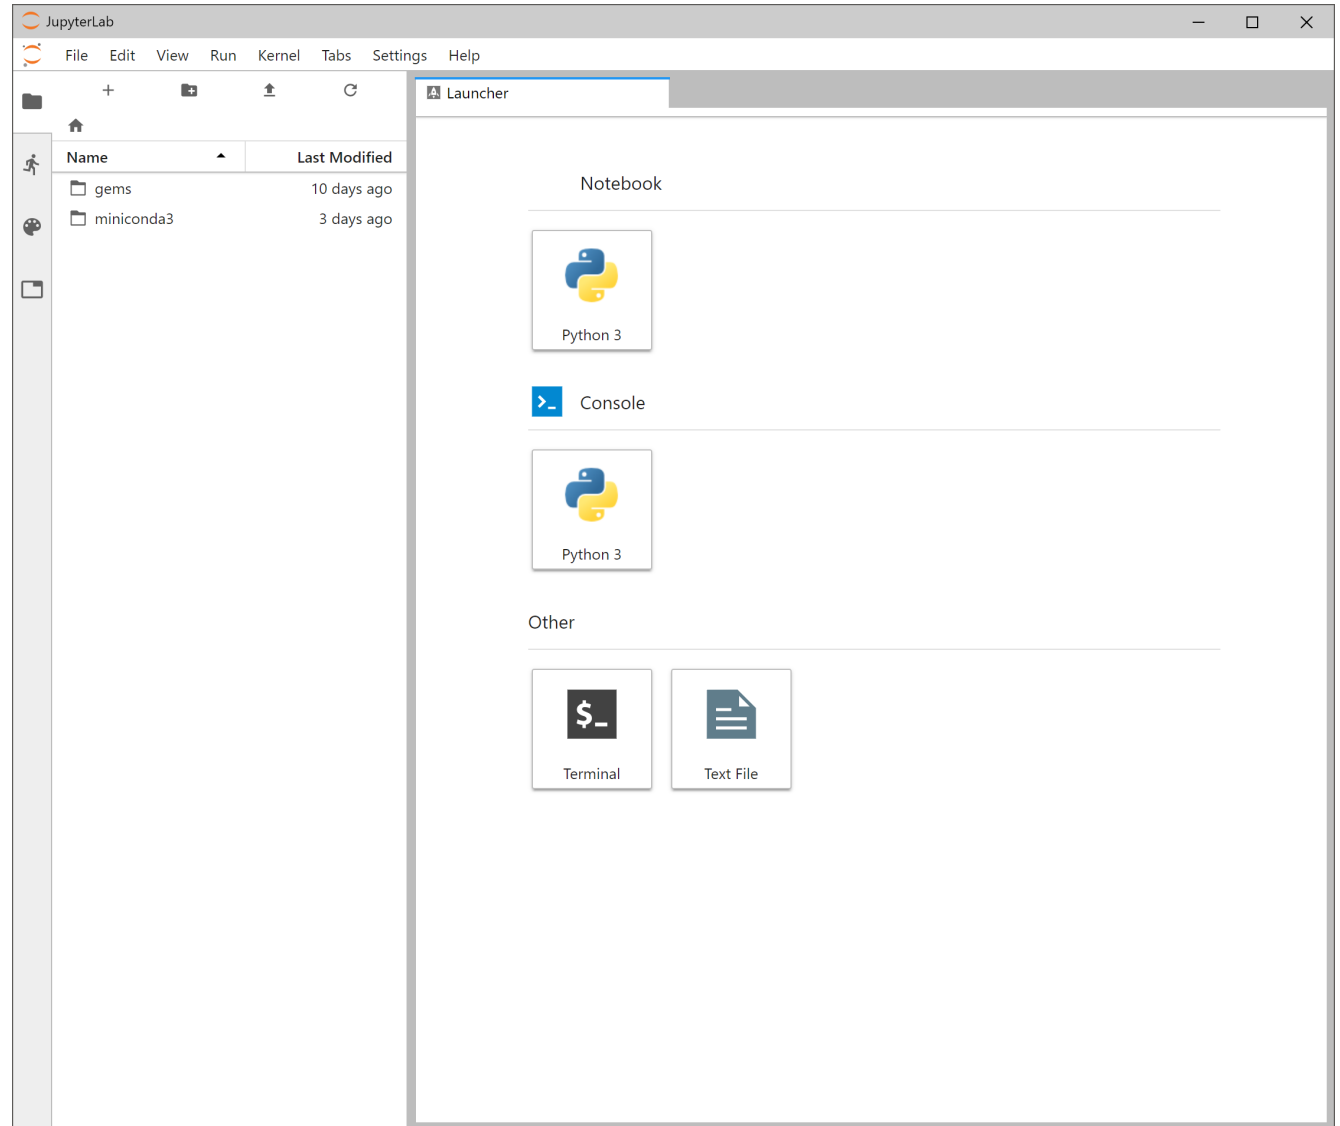 JupyterLab
File Edit View Run Kernel Tabs Settings Help
Launcher
Name Last Modified
gems 10 days ago
miniconda3 3 days ago
Notebook
Python 3
Console
Python 3
Other
$_
Terminal Text File